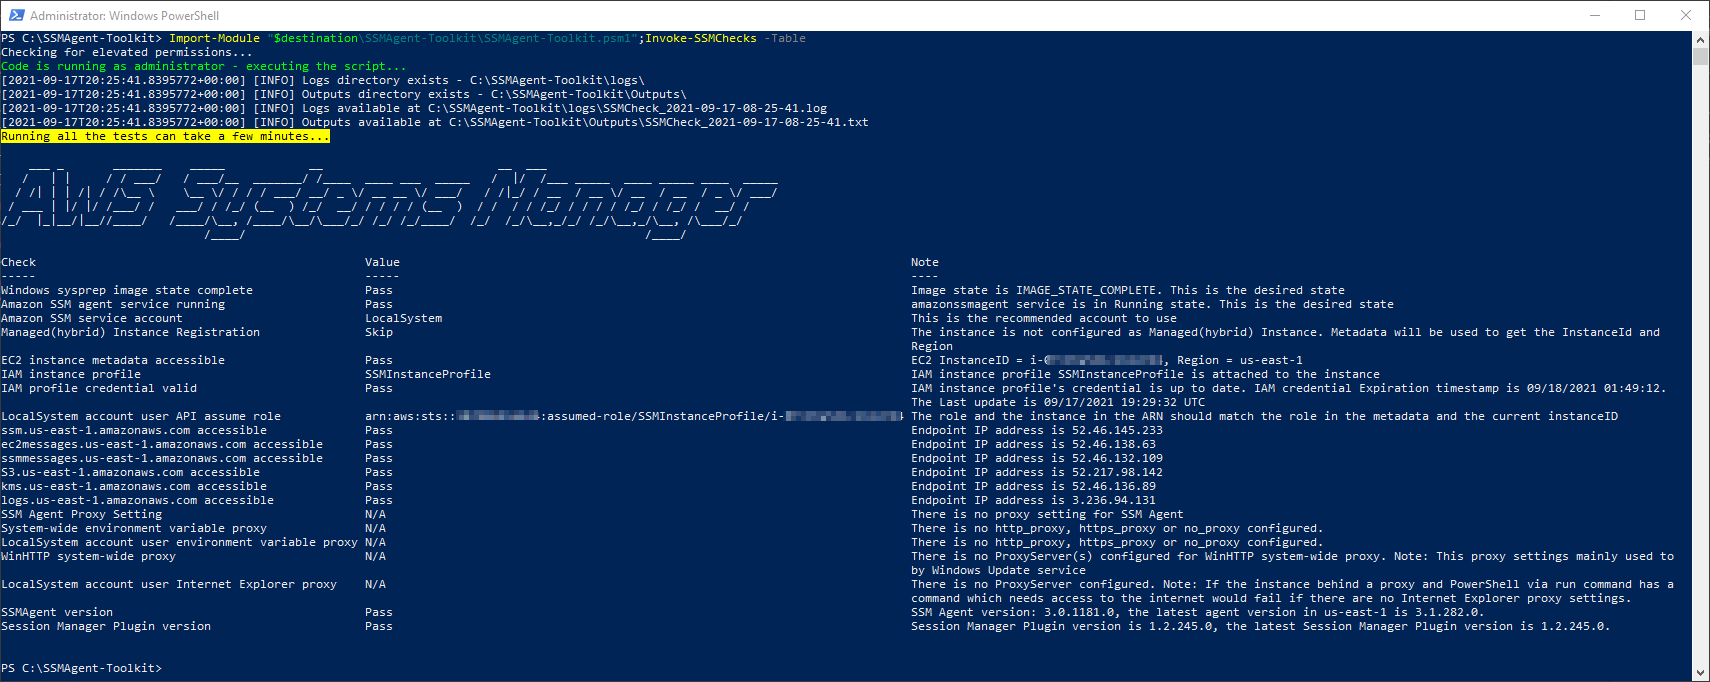 Administrator: Windows PowerShell
PS C:\SSMAgent-Toolkit> Import-Module "$destination\SSMAgent-Toolkit\SSMAgent-Toolkit.psm1";Invoke-SSMChecks -Table
Checking for elevated permissions...
Code is running as administrator - executing the script...
[2021-09-17T20:25:41.8395772+00:00] [INFO] Logs directory exists - C:\SSMAgent-Toolkit\logs\
[2021-09-17T20:25:41.8395772+00:00] [INFO] Outputs directory exists - C:\SSMAgent-Toolkit\Outputs\
[2021-09-17T20:25:41.8395772+00:00] [INFO] Logs available at C:\SSMAgent-Toolkit\logs\SSMCheck_2021-09-17-08-25-41.log
[2021-09-17T20:25:41.8395772+00:00] [INFO] Outputs available at C:\SSMAgent-Toolkit\Outputs\SSMCheck_2021-09-17-08-25-41.txt
Running all the tests can take a few minutes...
AWS Systems Manager
Check Value Note
----- ----- ----
Windows sysprep image state complete Pass Image state is IMAGE_STATE_COMPLETE. This is the desired state
Amazon SSM agent service running Pass amazonssmagent service is in Running state. This is the desired state
Amazon SSM service account LocalSystem This is the recommended account to use
Managed(hybrid) Instance Registration Skip The instance is not configured as Managed(hybrid) Instance. Metadata will be used to get the InstanceId and
Region
EC2 instance metadata accessible Pass EC2 InstanceID = i-, Region = us-east-1
IAM instance profile SSMInstanceProfile IAM instance profile SSMInstanceProfile is attached to the instance
IAM profile credential valid Pass IAM instance profile's credential is up to date. IAM credential Expiration timestamp is 09/18/2021 01:49:12.
The Last update is 09/17/2021 19:29:32 UTC
LocalSystem account user API assume role arn:aws:sts:::assumed-role/SSMInstanceProfile/i- The role and the instance in the ARN should match the role in the metadata and the current instanceID
ssm.us-east-1.amazonaws.com accessible Pass Endpoint IP address is 52.46.145.233
ec2messages.us-east-1.amazonaws.com accessible Pass Endpoint IP address is 52.46.138.63
ssmmessages.us-east-1.amazonaws.com accessible Pass Endpoint IP address is 52.46.132.109
S3.us-east-1.amazonaws.com accessible Pass Endpoint IP address is 52.217.98.142
kms.us-east-1.amazonaws.com accessible Pass Endpoint IP address is 52.46.136.89
logs.us-east-1.amazonaws.com accessible Pass Endpoint IP address is 3.236.94.131
SSM Agent Proxy Setting N/A There is no proxy setting for SSM Agent
System-wide environment variable proxy N/A There is no http_proxy, https_proxy or no_proxy configured.
LocalSystem account user environment variable proxy N/A There is no http_proxy, https_proxy or no_proxy configured.
WinHTTP system-wide proxy N/A There is no ProxyServer(s) configured for WinHTTP system-wide proxy. Note: This proxy settings mainly used to
by Windows Update service
LocalSystem account user Internet Explorer proxy N/A There is no ProxyServer configured. Note: If the instance behind a proxy and PowerShell via run command has a
command which needs access to the internet would fail if there are no Internet Explorer proxy settings.
SSMAgent version Pass SSM Agent version: 3.0.1181.0, the latest agent version in us-east-1 is 3.1.282.0.
Session Manager Plugin version Pass Session Manager Plugin version is 1.2.245.0, the latest Session Manager Plugin version is 1.2.245.0.
PS C:\SSMAgent-Toolkit>